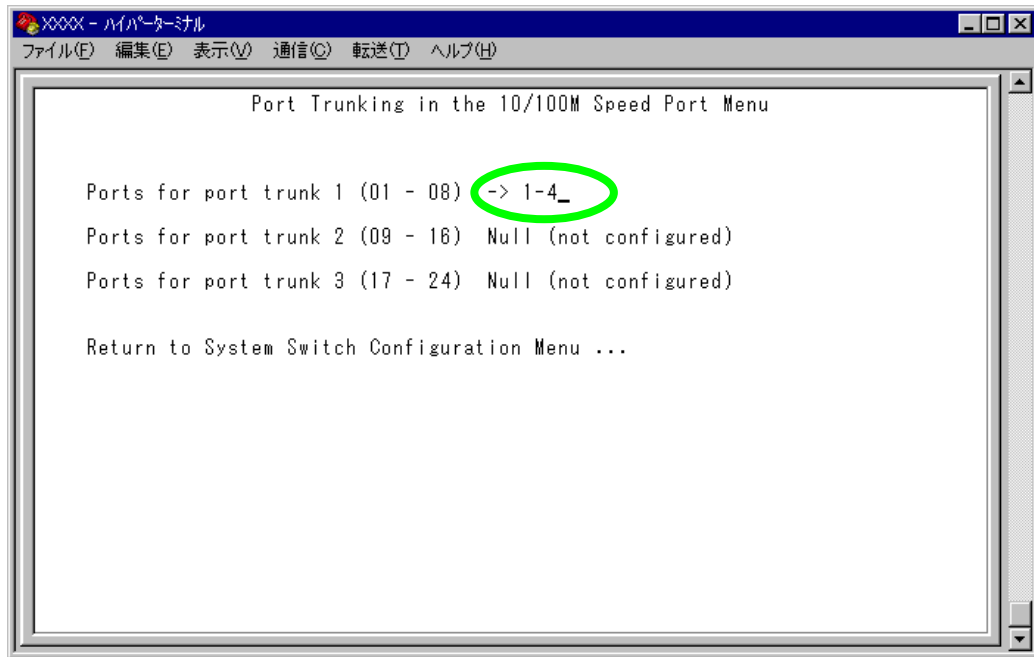 XXXX - ﾊｲﾊﾟｰﾀｰﾐﾅﾙ
ファイル(F) 編集(E) 表示(V) 通信(C) 転送(T) ヘルプ(H)
Port Trunking in the 10/100M Speed Port Menu
Ports for port trunk 1 (01 - 08) -> 1-4_
Ports for port trunk 2 (09 - 16) Null (not configured)
Ports for port trunk 3 (17 - 24) Null (not configured)
Return to System Switch Configuration Menu ...